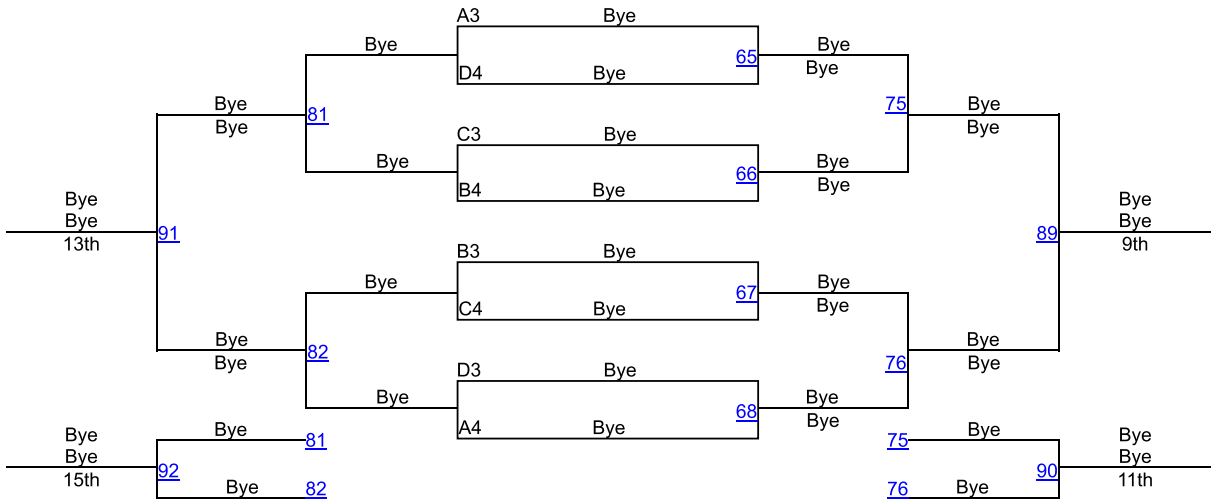 A3 Bye
Bye Bye
Bye 65
D4 Bye Bye
Bye 75 Bye
81
Bye Bye
C3 Bye
Bye Bye
66
B4 Bye Bye
Bye Bye
Bye Bye
91 89
13th 9th
B3 Bye
Bye Bye
67
C4 Bye Bye
Bye Bye
82 76
Bye Bye
D3 Bye
Bye Bye
68
A4 Bye Bye
Bye Bye 81 75 Bye Bye
Bye Bye
92 90
15th 11th
Bye 82 76 Bye